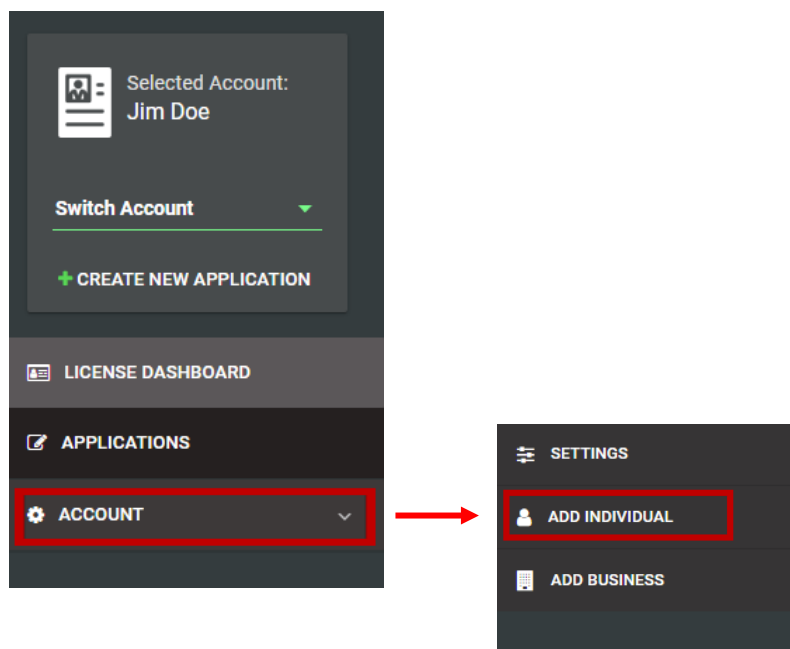 Selected Account:
Jim Doe
Switch Account
CREATE NEW APPLICATION
LICENSE DASHBOARD
APPLICATIONS
ACCOUNT
SETTINGS
ADD INDIVIDUAL
ADD BUSINESS